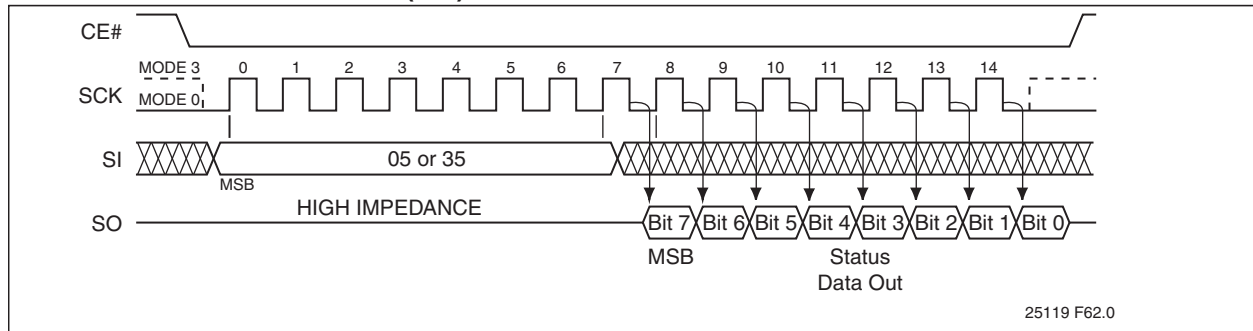 CE#
MODE 3 0 1 2 3 4 5 6 7 8 9 10 11 12 13 14
SCK
MODE 0
SI 05 or 35
MSB
HIGH IMPEDANCE
SO Bit 7 Bit 6 Bit 5 Bit 4 Bit 3 Bit 2 Bit 1 Bit 0
MSB Status
Data Out
25119 F62.0